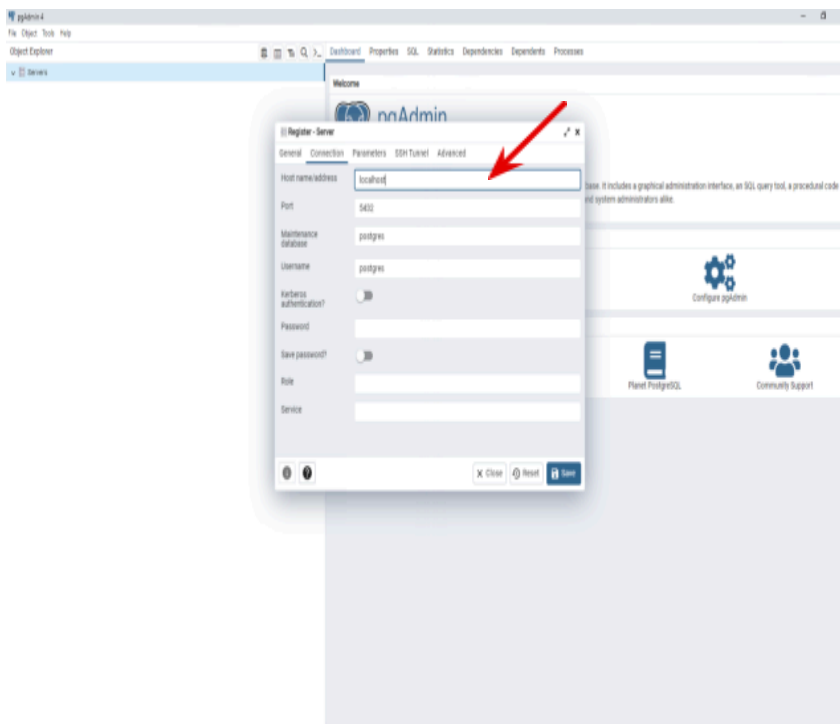 pgAdmin 4
File Object Tools Help
Object Explorer
Dashboard Properties SQL Statistics Dependencies Dependents Processes
Servers
Welcome
pgAdmin
Register - Server
General Connection Parameters SSH Tunnel Advanced
Host name/address
localhost
Port
5432
Maintenance
database
postgres
Username
postgres
Kerberos
authentication?
Password
Save password?
Role
Service
Close Reset Save
base. It includes a graphical administration interface, an SQL query tool, a procedural code
nd system administrators alike.
Configure pgAdmin
Planet PostgreSQL
Community Support